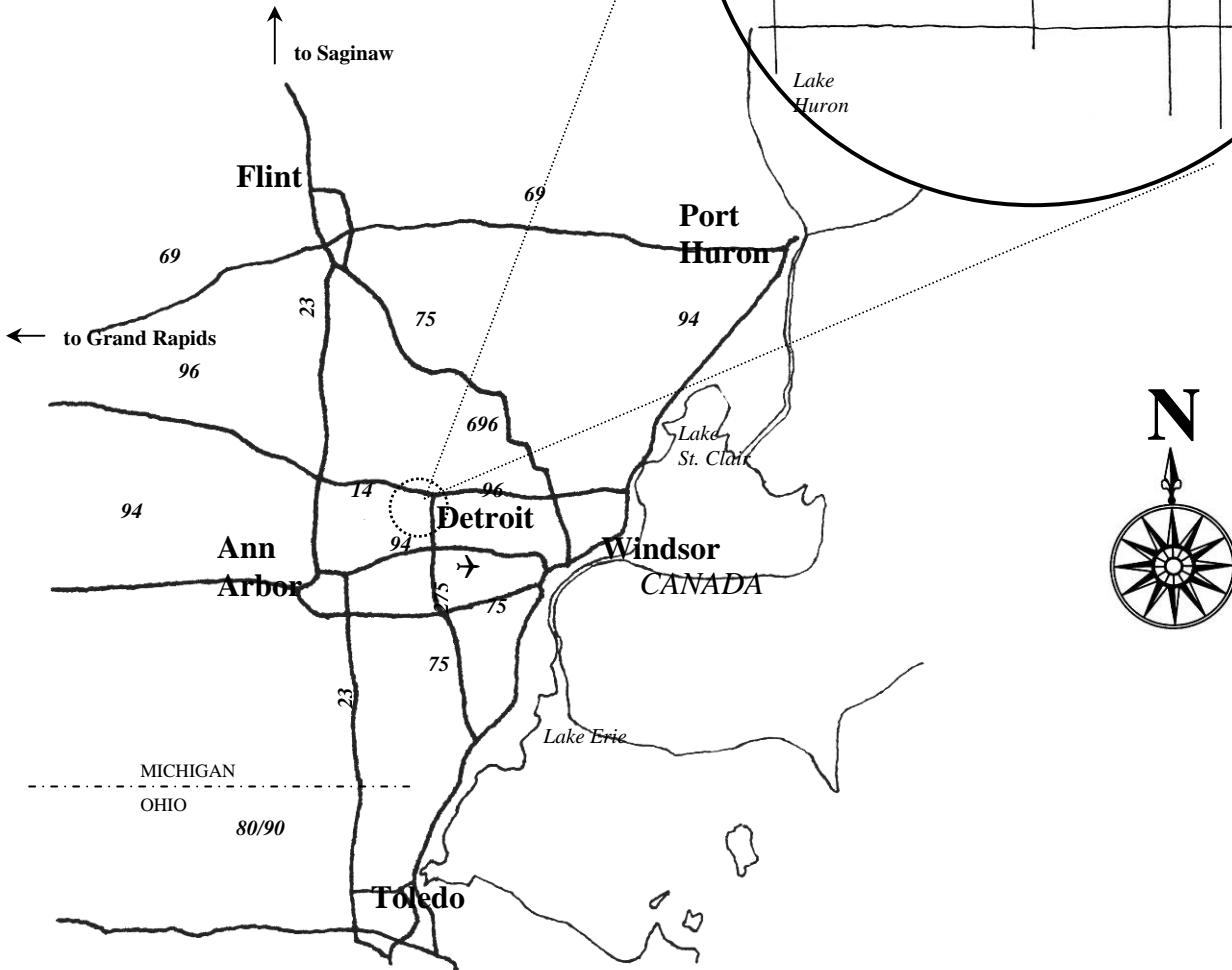 to Saginaw
Lake
Huron
Flint
69
Port
Huron
69
23
75
94
to Grand Rapids
96
N
696
Lake
St. Clair
14
96
94
Detroit
94
Ann
Arbor
Windsor
CANADA
275
75
75
23
Lake Erie
MICHIGAN
OHIO
80/90
Toledo